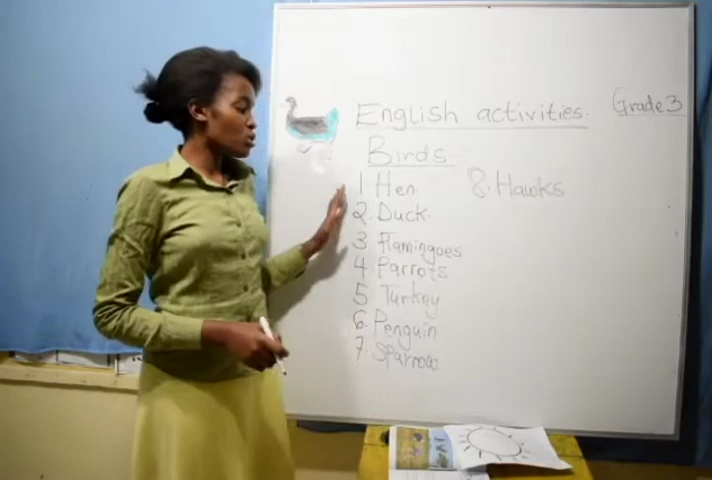 English activities. Grade 3
Birds
1 Hen
2. Duck.
3 Flamingoes
4 Parrots
5 Turkey
6. Penguin
7. Sparrow
8. Hawks